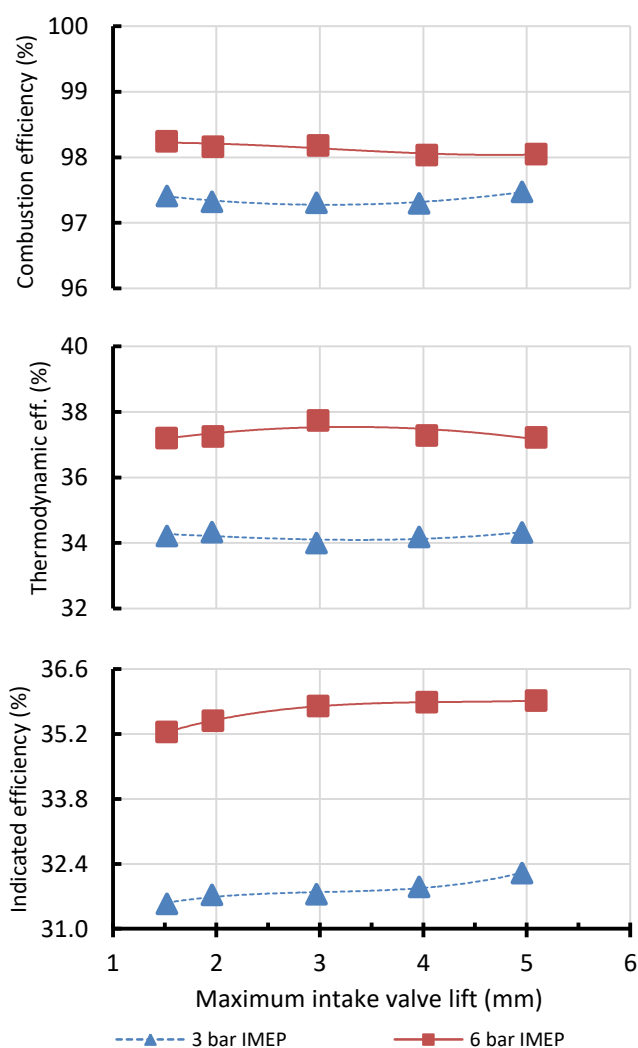 Combustion efficiency (%)
100
99
98
97
96
Thermodynamic eff. (%)
40
38
36
34
32
Indicated efficiency (%)
36.6
35.2
33.8
32.4
31.0
1 2 3 4 5 6
Maximum intake valve lift (mm)
3 bar IMEP 6 bar IMEP